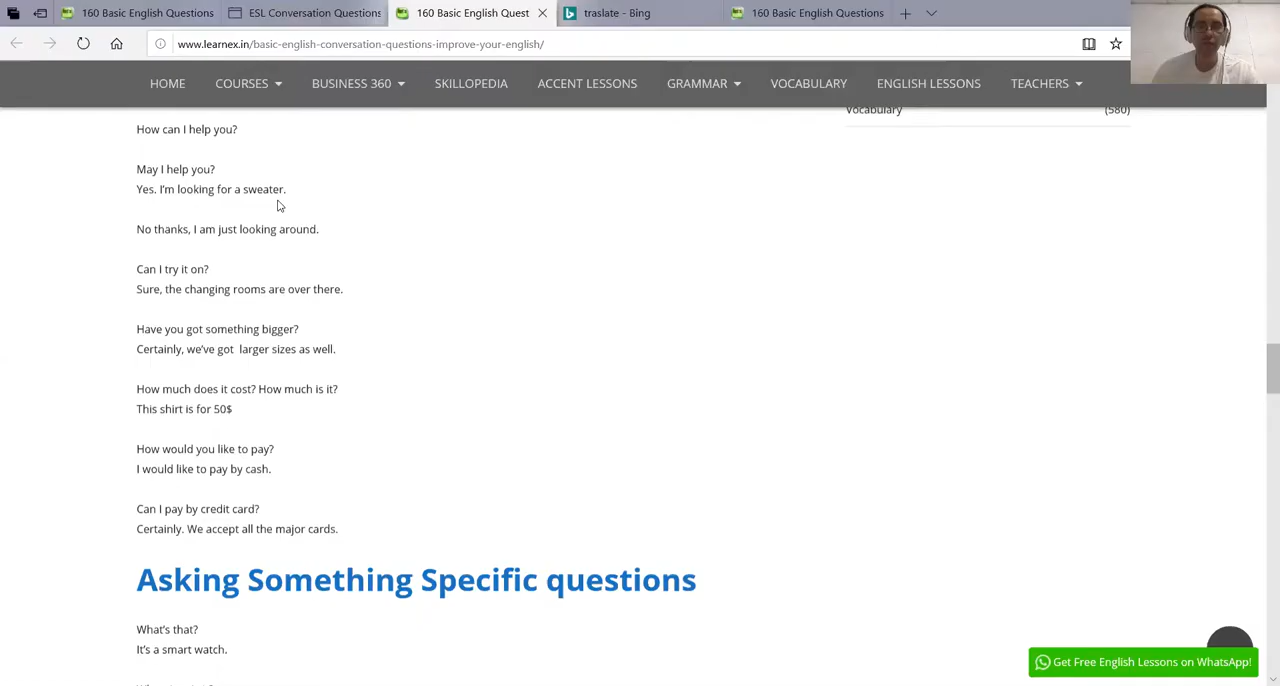 160 Basic English Questions
ESL Conversation Questions
160 Basic English Quest
traslate - Bing
160 Basic English Questions
www.learnex.in/basic-english-conversation-questions-improve-your-english/
HOME COURSES BUSINESS 360 SKILLOPEDIA ACCENT LESSONS GRAMMAR VOCABULARY ENGLISH LESSONS TEACHERS
Vocabulary (580)
How can I help you?
May I help you?
Yes. I'm looking for a sweater.
No thanks, I am just looking around.
Can I try it on?
Sure, the changing rooms are over there.
Have you got something bigger?
Certainly, we've got larger sizes as well.
How much does it cost? How much is it?
This shirt is for 50$
How would you like to pay?
I would like to pay by cash.
Can I pay by credit card?
Certainly. We accept all the major cards.
Asking Something Specific questions
What's that?
It's a smart watch.
Get Free English Lessons on WhatsApp!